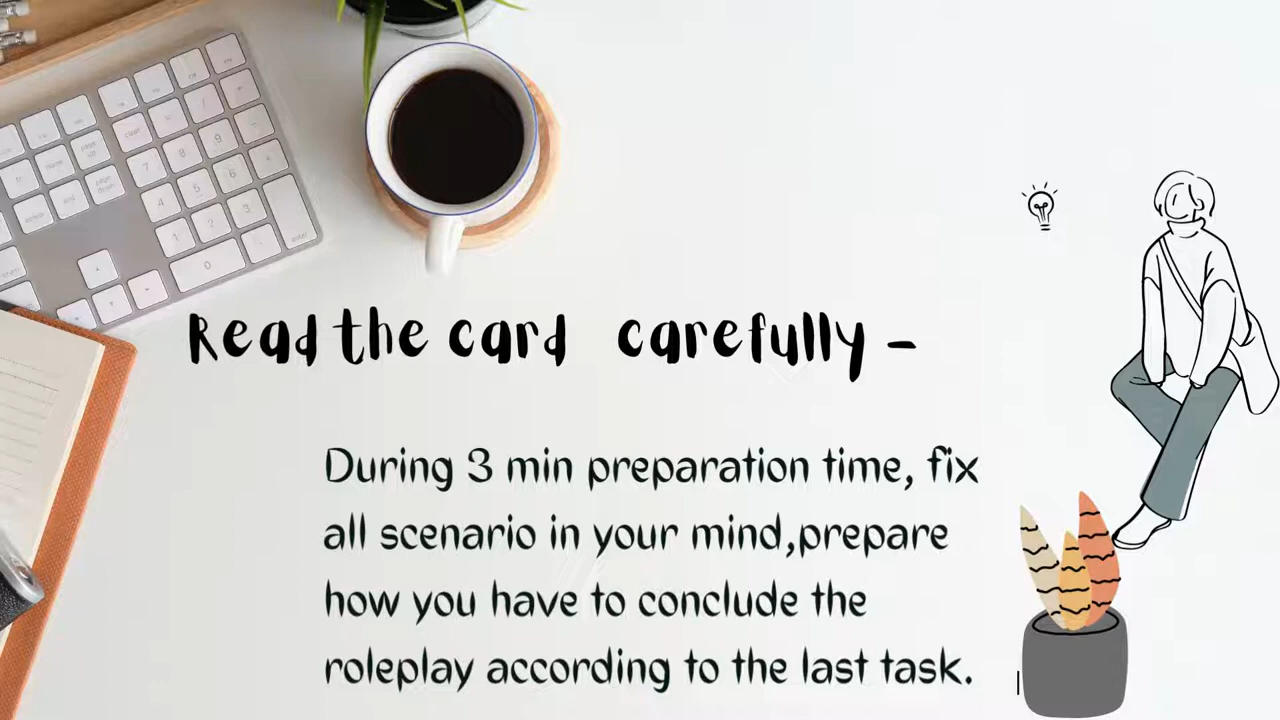 Read the card carefully -
During 3 min preparation time, fix
all scenario in your mind,prepare
how you have to conclude the
roleplay according to the last task.